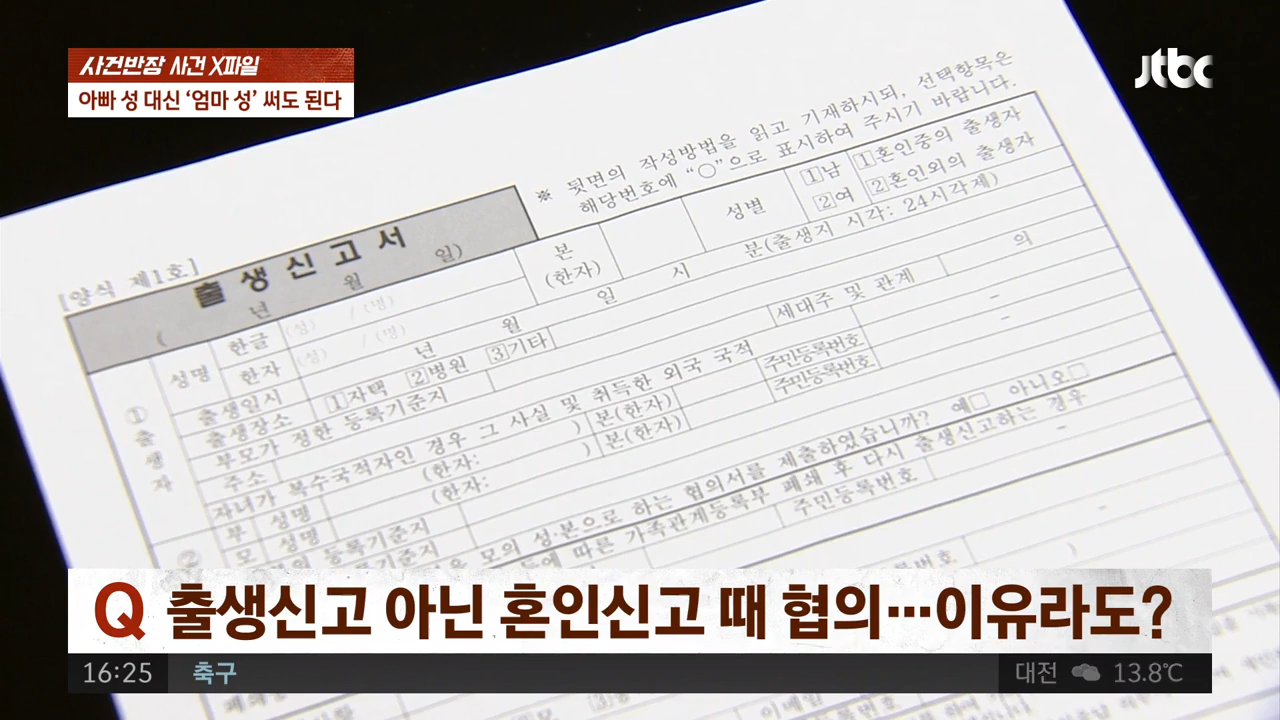 사건반장 사건 X파일
아빠 성 대신 '엄마 성' 써도 된다
jtbc
※ 뒷면의 작성방법을 읽고 기재하시되, 선택항목은
해당번호에 "○"으로 표시하여 주시기 바랍니다.
[양식 제1호]
출 생 신 고 서
( 년 월 일)
① 출생자
성명
한글 (성) / (명)
한자 (성) / (명)
본 (한자)
성별
1남
2여
1혼인중의 출생자
2혼인외의 출생자
출생일시
년 월 일 시 분(출생지 시각: 24시각제)
출생장소
1자택 2병원 3기타
부모가 정한 등록기준지
주소
세대주 및 관계 의
자녀가 복수국적자인 경우 그 사실 및 취득한 외국 국적
②
부 성명 (한자: ) 본(한자) 주민등록번호 -
모 성명 (한자: ) 본(한자) 주민등록번호 -
등록기준지
모의 성·본으로 하는 협의서를 제출하였습니까? 예□ 아니오□
따른 가족관계등록부 폐쇄 후 다시 출생신고하는 경우
주민등록번호 -
Q 출생신고 아닌 혼인신고 때 협의…이유라도?
16:25 축구 대전 13.8℃
이메일